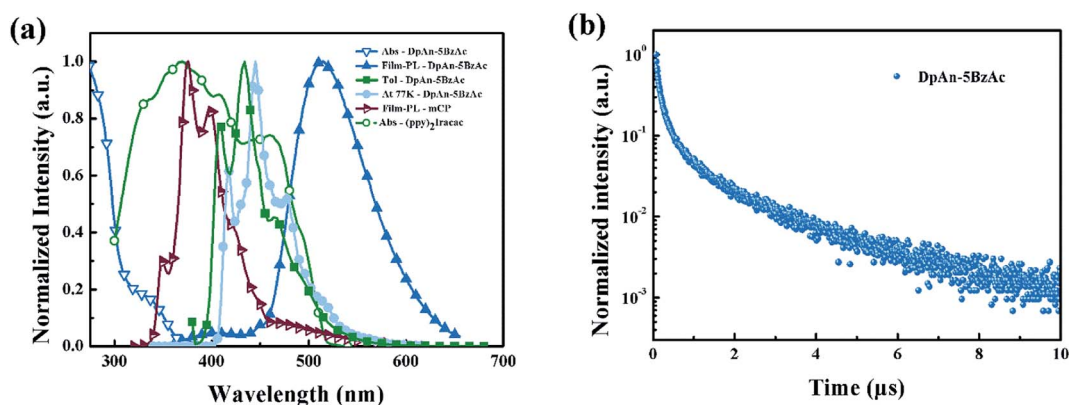 (a)
Normalized Intensity (a.u.)
1.0
0.8
0.6
0.4
0.2
0.0
Abs - DpAn-5BzAc
Film-PL - DpAn-5BzAc
Tol - DpAn-5BzAc
At 77K - DpAn-5BzAc
Film-PL - mCP
Abs - (ppy)₂Iracac
300 400 500 600 700
Wavelength (nm)
(b)
Normalized intensity (a.u.)
10⁰
10⁻¹
10⁻²
10⁻³
DpAn-5BzAc
0 2 4 6 8 10
Time (µs)